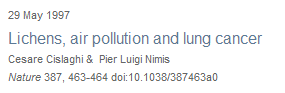 29 May 1997
Lichens, air pollution and lung cancer
Cesare Cislaghi & Pier Luigi Nimis
Nature 387, 463-464 doi:10.1038/387463a0